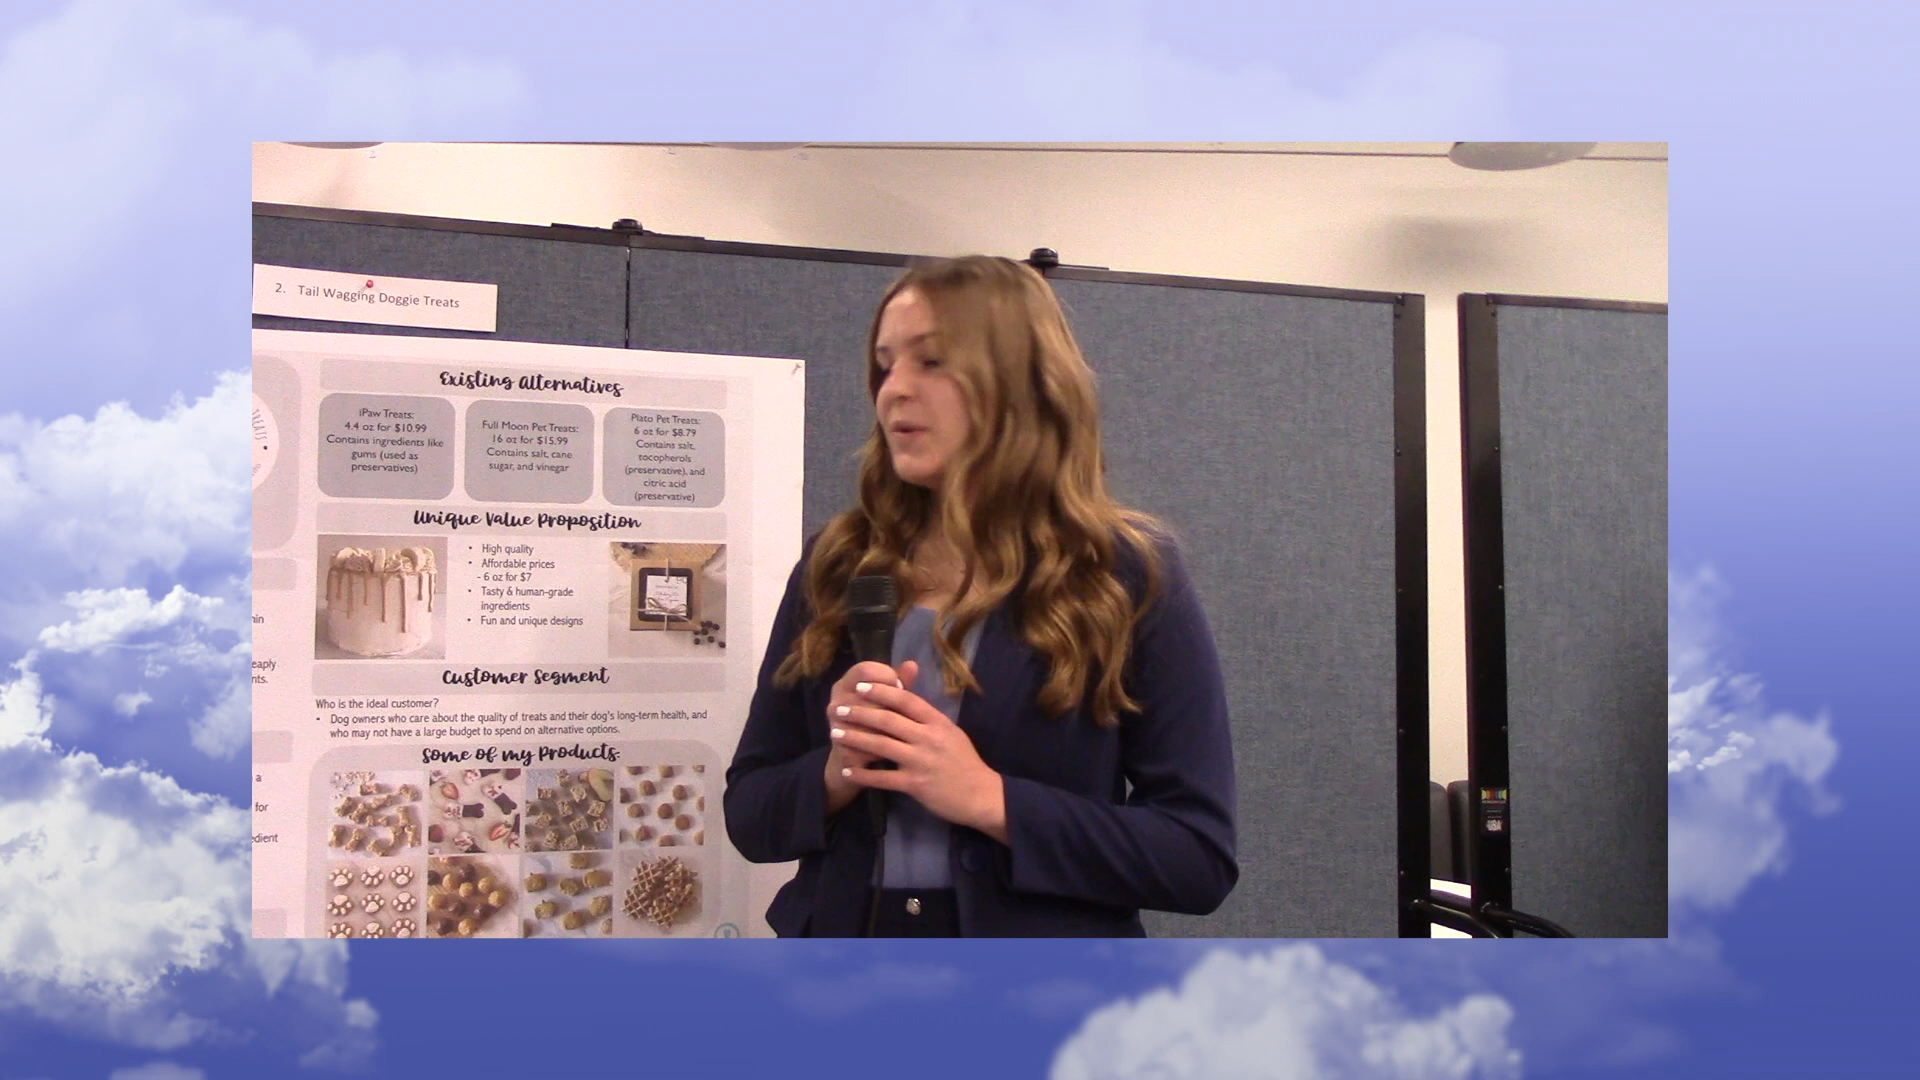 2. Tail Wagging Doggie Treats
TREATS
Existing Alternatives
iPaw Treats:
4.4 oz for $10.99
Contains ingredients like
gums (used as
preservatives)
Full Moon Pet Treats:
16 oz for $15.99
Contains salt, cane
sugar, and vinegar
Plato Pet Treats:
6 oz for $8.79
Contains salt,
tocopherols
(preservative), and
citric acid
(preservative)
Unique Value Proposition
• High quality
• Affordable prices
- 6 oz for $7
• Tasty & human-grade
ingredients
• Fun and unique designs
Customer Segment
Who is the ideal customer?
• Dog owners who care about the quality of treats and their dog's long-term health, and
who may not have a large budget to spend on alternative options.
Some of my Products:
a
for
USA